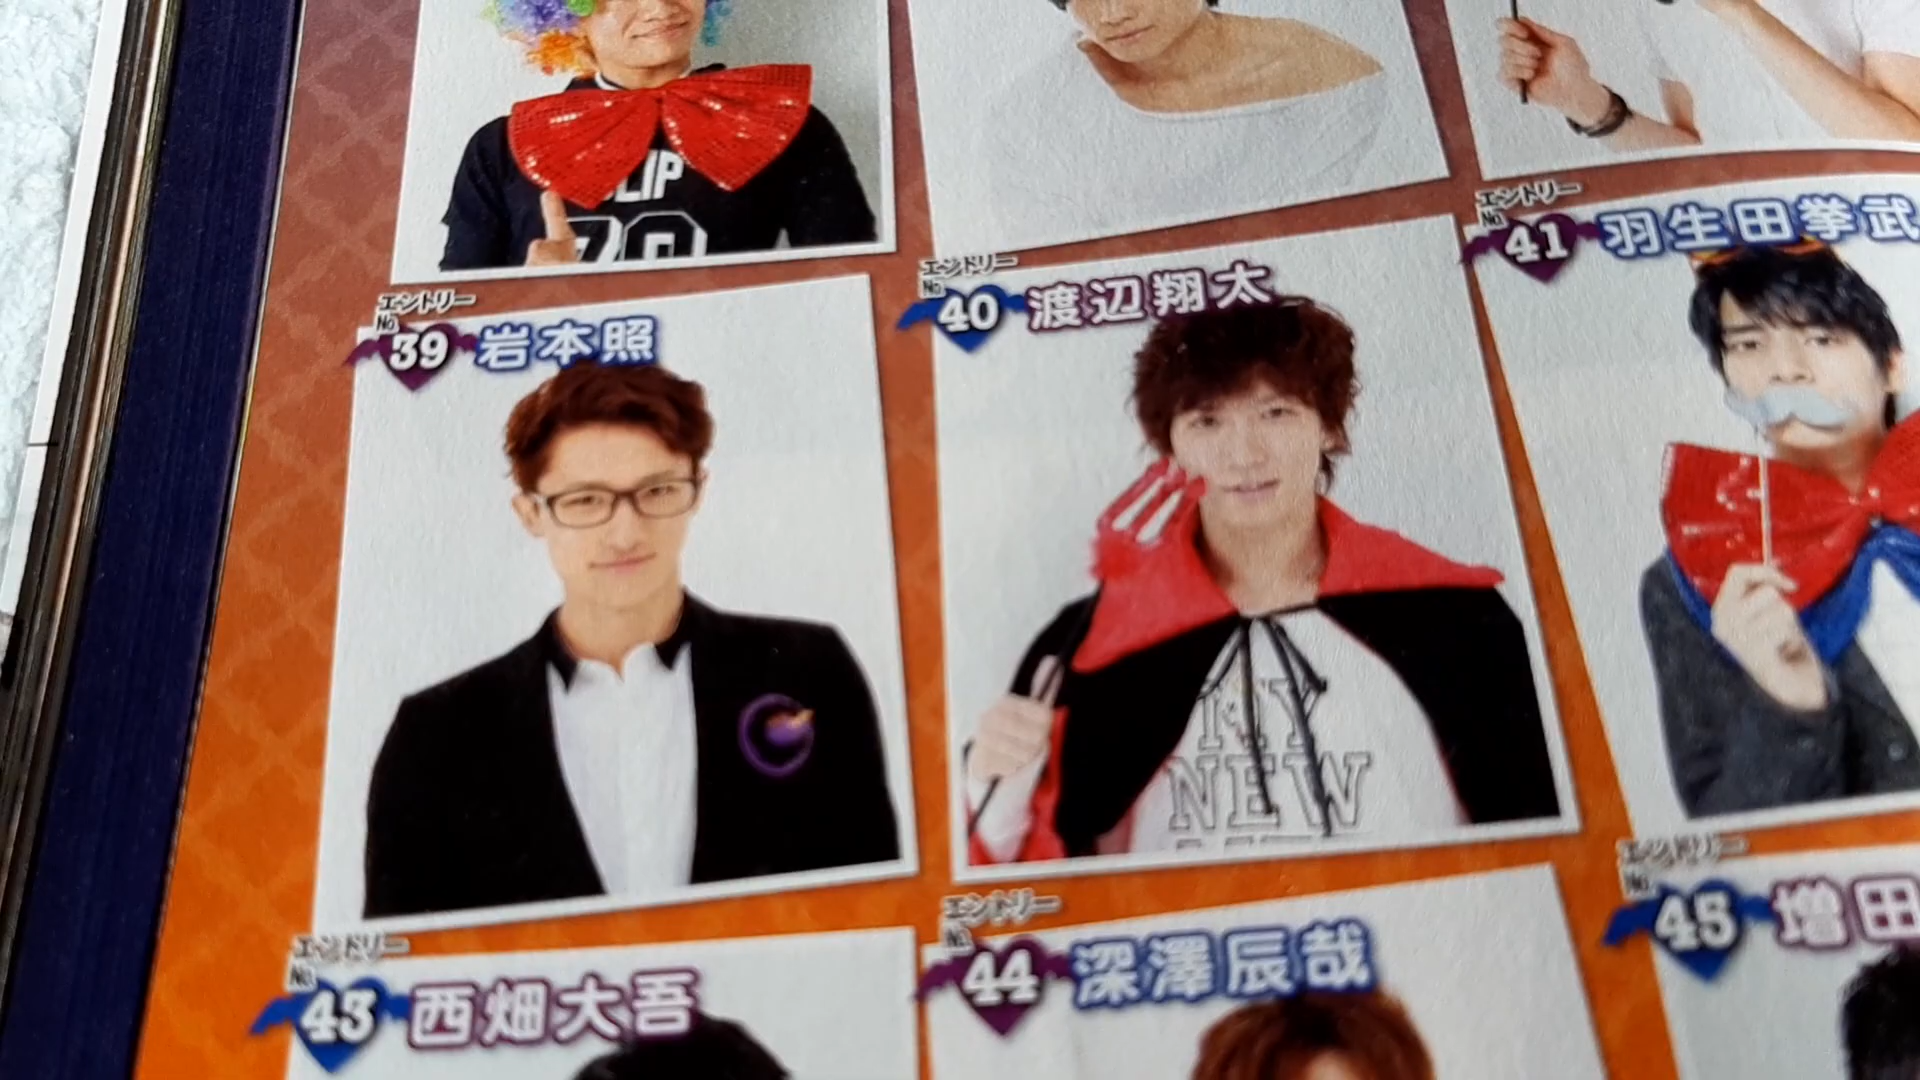 LIP
70
エントリー
No.
39 岩本照
エントリー
No.
40 渡辺翔太
エントリー
No.
41 羽生田挙武
MY
NEW
エントリー
No.
43 西畑大吾
エントリー
No.
44 深澤辰哉
エントリー
No.
45 増田